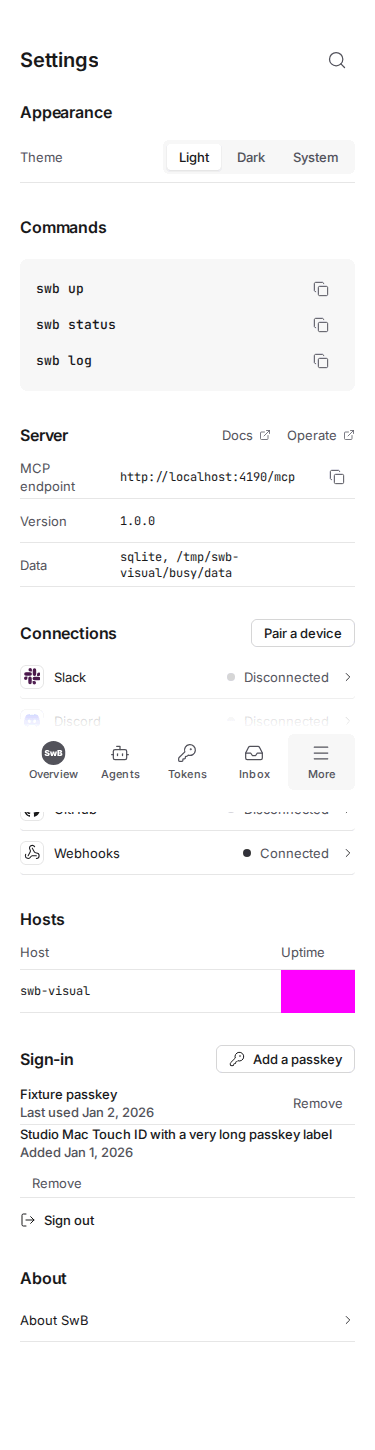 Settings
Appearance
Theme
Light
Dark
System
Commands
swb up
swb status
swb log
Server
Docs
Operate
MCP
endpoint
http://localhost:4190/mcp
Version
1.0.0
Data
sqlite, /tmp/swb-
visual/busy/data
Connections
Pair a device
Slack
Disconnected
Discord
Disconnected
SwB
Overview
Agents
Tokens
Inbox
More
GitHub
Disconnected
Webhooks
Connected
Hosts
Host
Uptime
swb-visual
Sign-in
Add a passkey
Fixture passkey
Last used Jan 2, 2026
Remove
Studio Mac Touch ID with a very long passkey label
Added Jan 1, 2026
Remove
Sign out
About
About SwB